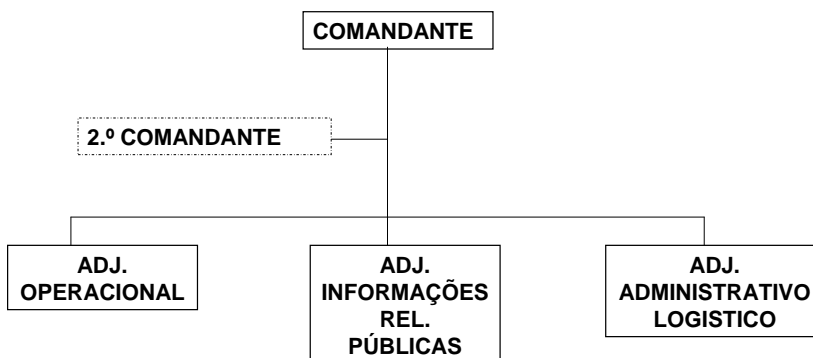 COMANDANTE
2.º COMANDANTE
ADJ.
OPERACIONAL
ADJ.
INFORMAÇÕES
REL.
PÚBLICAS
ADJ.
ADMINISTRATIVO
LOGISTICO